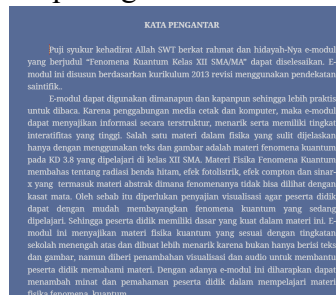 KATA PENGANTAR
Puji syukur kehadirat Allah SWT berkat rahmat dan hidayah-Nya e-modul
yang berjudul “Fenomena Kuantum Kelas XII SMA/MA” dapat diselesaikan. E-
modul ini disusun berdasarkan kurikulum 2013 revisi menggunakan pendekatan
saintifik..
E-modul dapat digunakan dimanapun dan kapanpun sehingga lebih praktis
untuk dibaca. Karena penggabungan media cetak dan komputer, maka e-modul
dapat menyajikan informasi secara terstruktur, menarik serta memiliki tingkat
interatifitas yang tinggi. Salah satu materi dalam fisika yang sulit dijelaskan
hanya dengan menggunakan teks dan gambar adalah materi fenomena kuantum
pada KD 3.8 yang dipelajari di kelas XII SMA. Materi Fisika Fenomena Kuantum
membahas tentang radiasi benda hitam, efek fotolistrik, efek compton dan sinar-
x yang termasuk materi abstrak dimana fenomenanya tidak bisa dilihat dengan
kasat mata. Oleh sebab itu diperlukan penyajian visualisasi agar peserta didik
dapat dengan mudah membayangkan fenomena kuantum yang sedang
dipelajari. Sehingga peserta didik memiliki dasar yang kuat dalam materi ini. E-
modul ini menyajikan materi fisika kuantum yang sesuai dengan tingkatan
sekolah menengah atas dan dibuat lebih menarik karena bukan hanya berisi teks
dan gambar, namun diberi penambahan visualisasi dan audio untuk membantu
peserta didik memahami materi. Dengan adanya e-modul ini diharapkan dapat
menambah minat dan pemahaman peserta didik dalam mempelajari materi
fisika fenomena kuantum